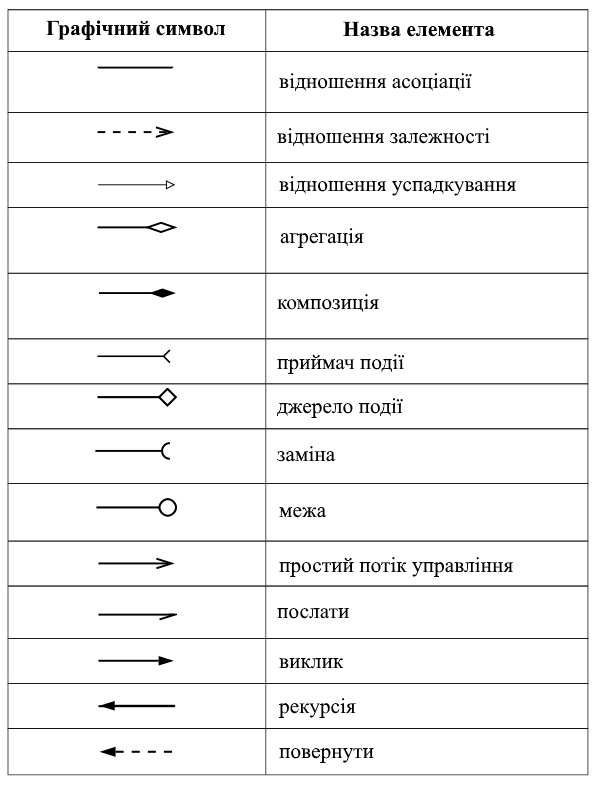 Графічний символ
Назва елемента
відношення асоціації
відношення залежності
відношення успадкування
агрегація
композиція
приймач події
джерело події
заміна
межа
простий потік управління
послати
виклик
рекурсія
повернути